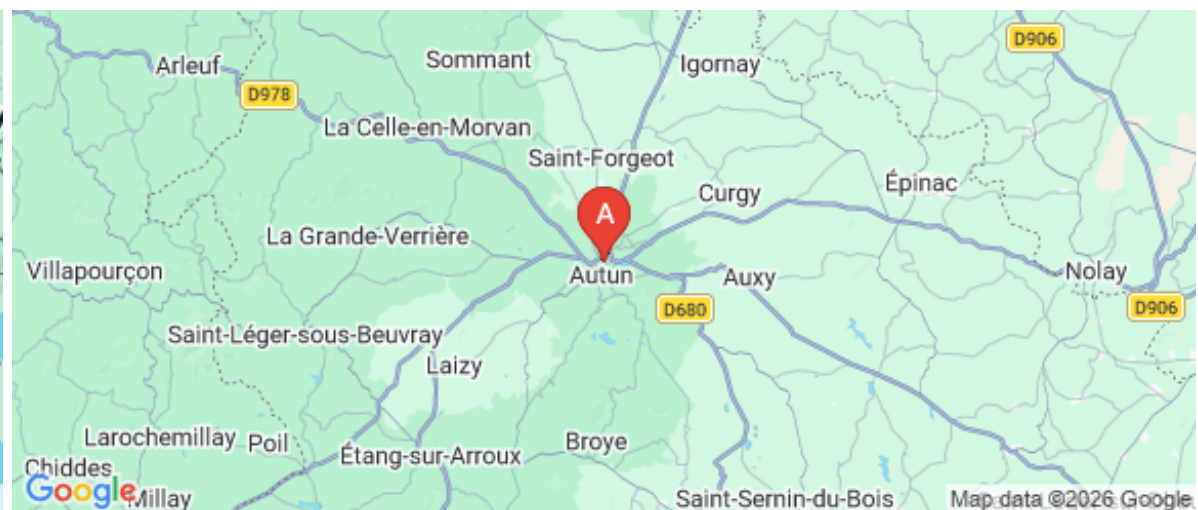 D906
Sommant
Igornay
Arleuf
D978
La Celle-en-Morvan
Saint-Forgeot
Épinac
Curgy
A
La Grande-Verrière
Villapourçon
Autun
Auxy
Nolay
D680
D906
Saint-Léger-sous-Beuvray
Laizy
Larochemillay
Poil
Broye
Étang-sur-Arroux
Chiddes
Google
Millay
Saint-Sernin-du-Bois
Map data ©2026 Google